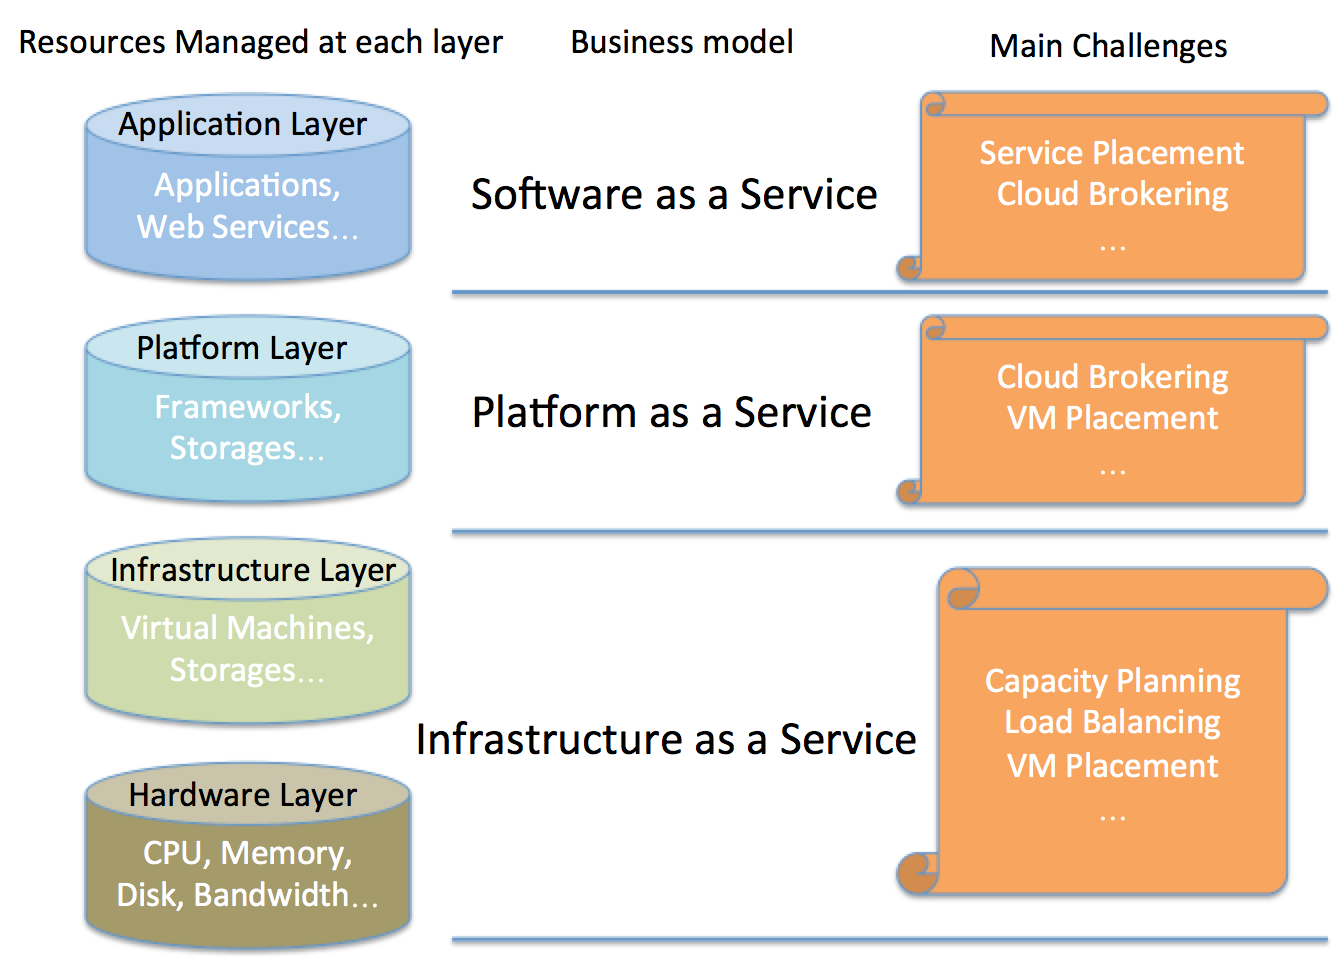 Resources Managed at each layer
Business model
Main Challenges
Application Layer
Applications,
Web Services...
Software as a Service
Service Placement
Cloud Brokering
...
Platform Layer
Frameworks,
Storages...
Platform as a Service
Cloud Brokering
VM Placement
...
Infrastructure Layer
Virtual Machines,
Storages...
Infrastructure as a Service
Capacity Planning
Load Balancing
VM Placement
...
Hardware Layer
CPU, Memory,
Disk, Bandwidth...